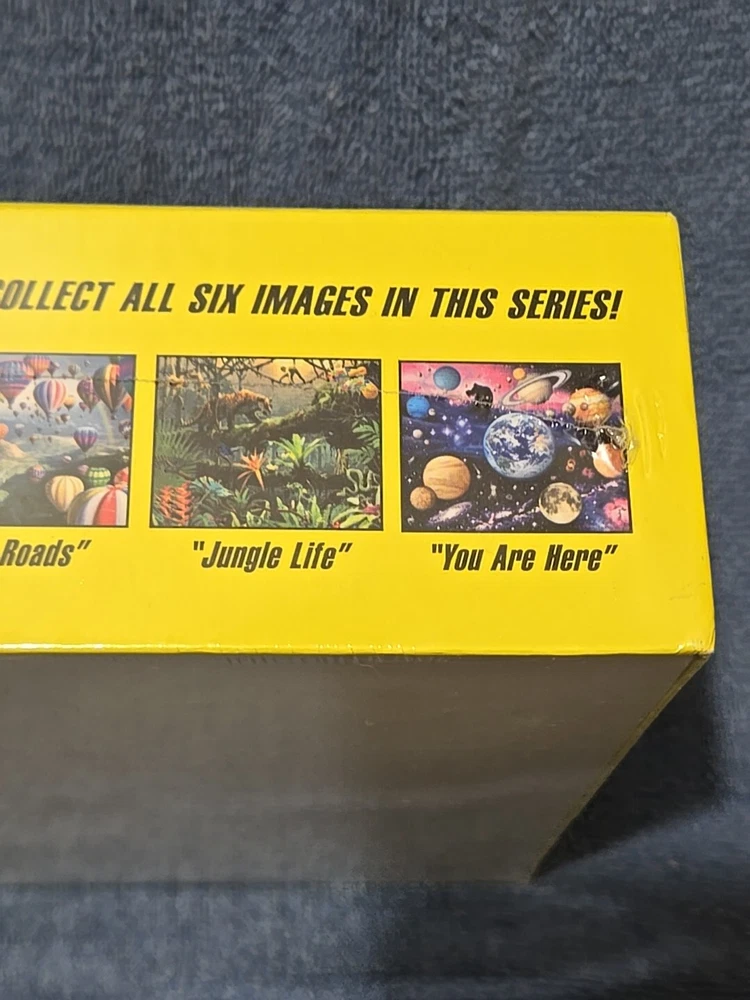 COLLECT ALL SIX IMAGES IN THIS SERIES!
Roads"
"Jungle Life"
"You Are Here"